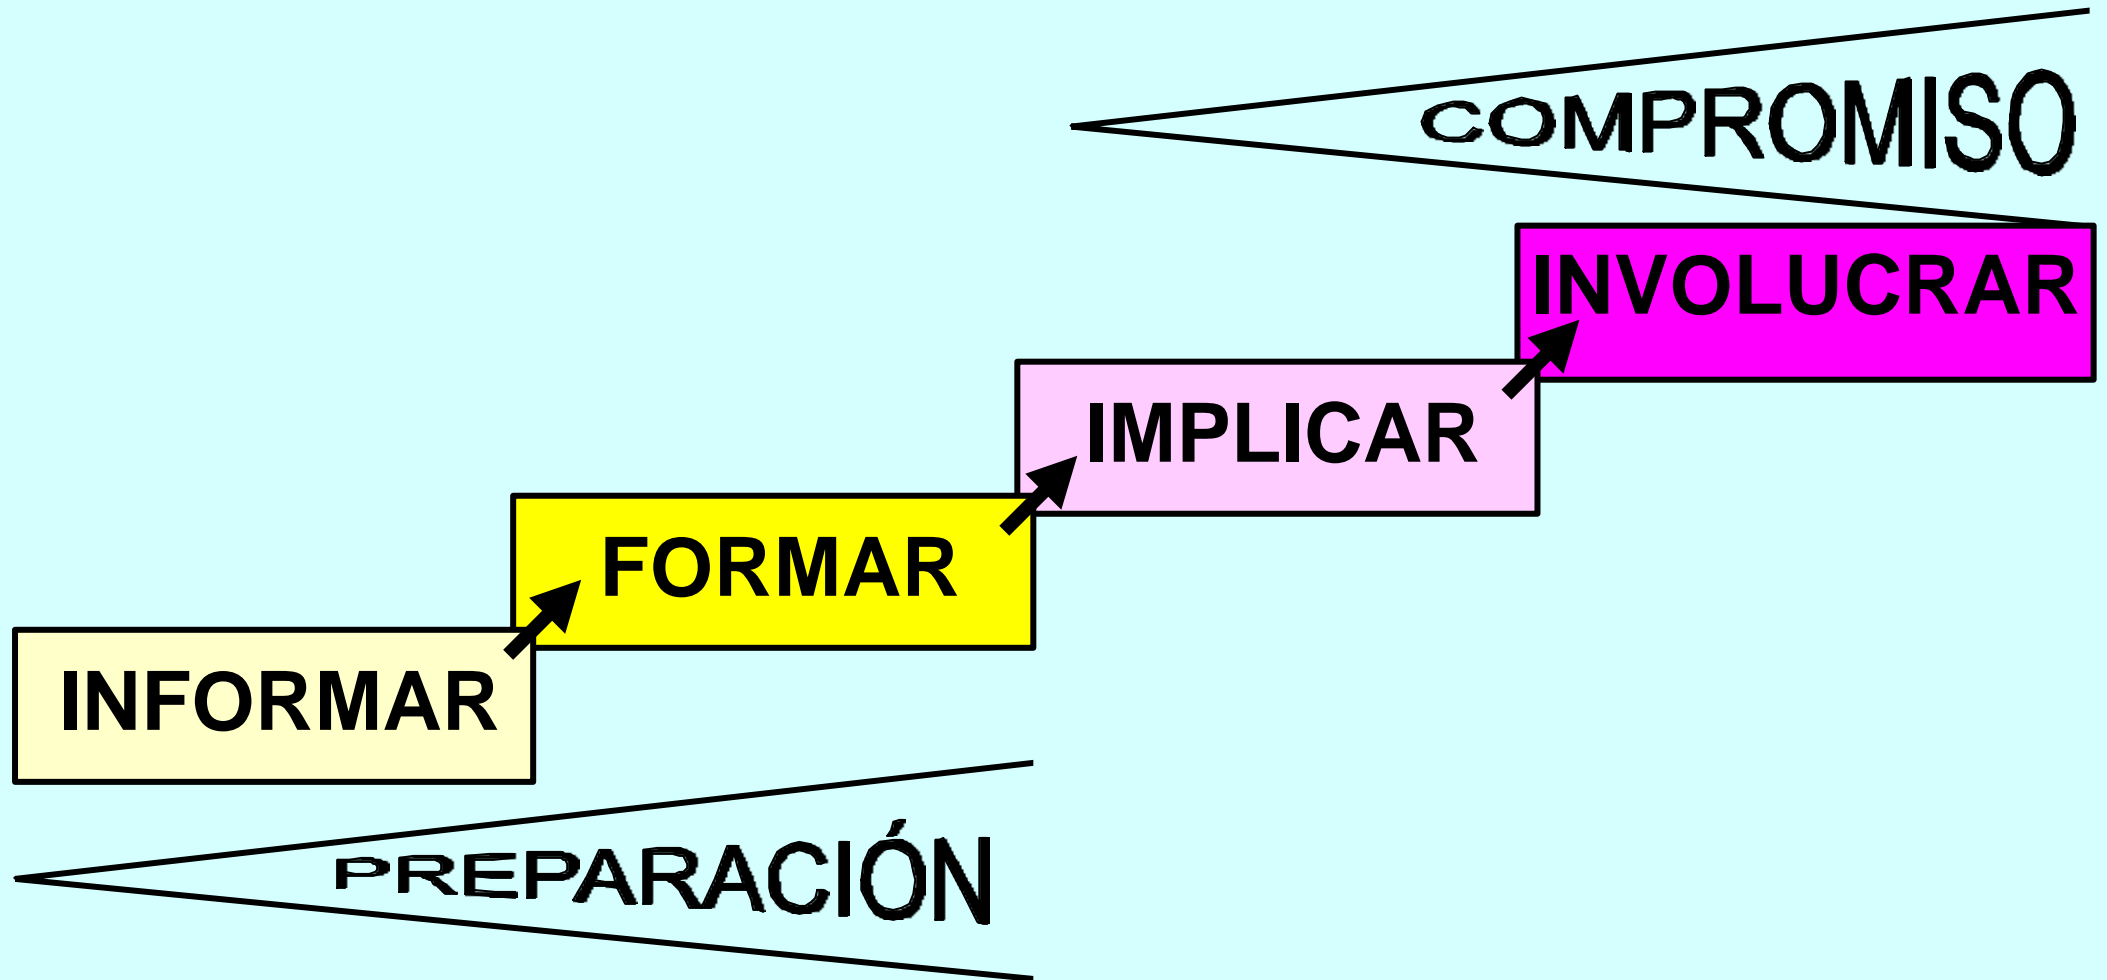 COMPROMISO
INVOLUCRAR
IMPLICAR
FORMAR
INFORMAR
PREPARACIÓN